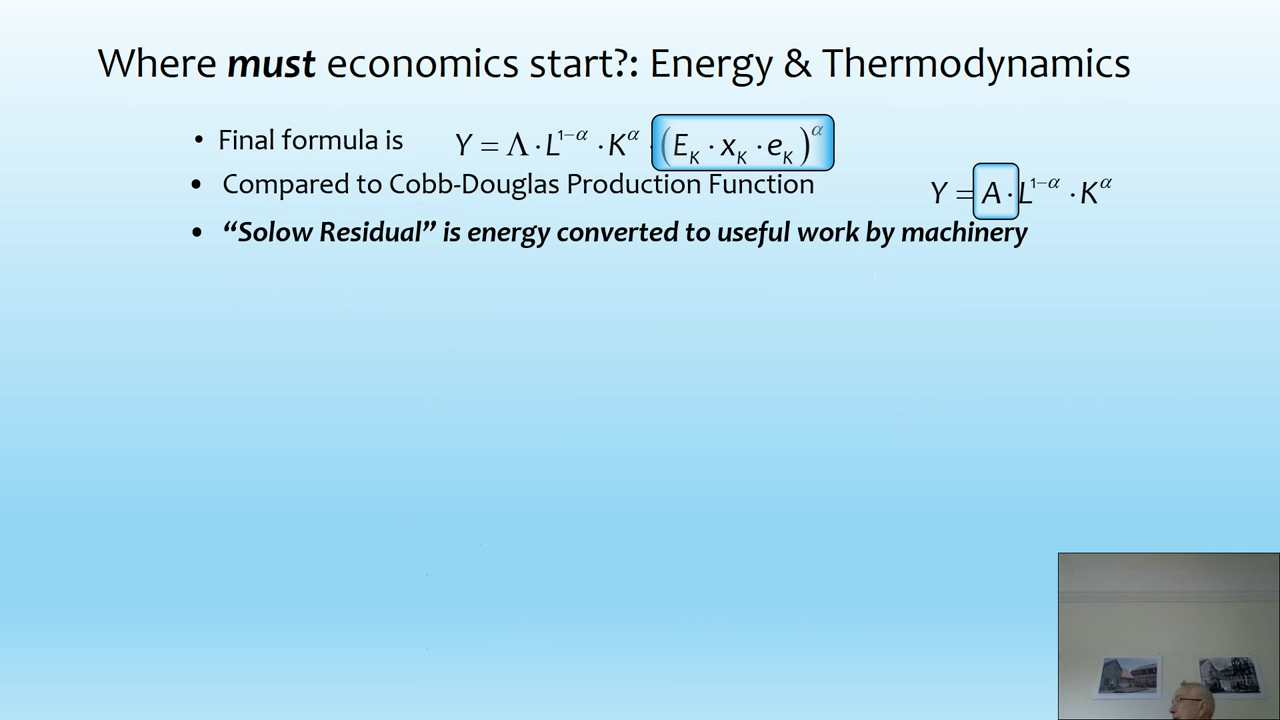 Where must economics start?: Energy & Thermodynamics
• Final formula is Y = Λ · L^{1−α} · K^α · (E_K · x_K · e_K)^α
• Compared to Cobb-Douglas Production Function Y = A · L^{1−α} · K^α
• “Solow Residual” is energy converted to useful work by machinery